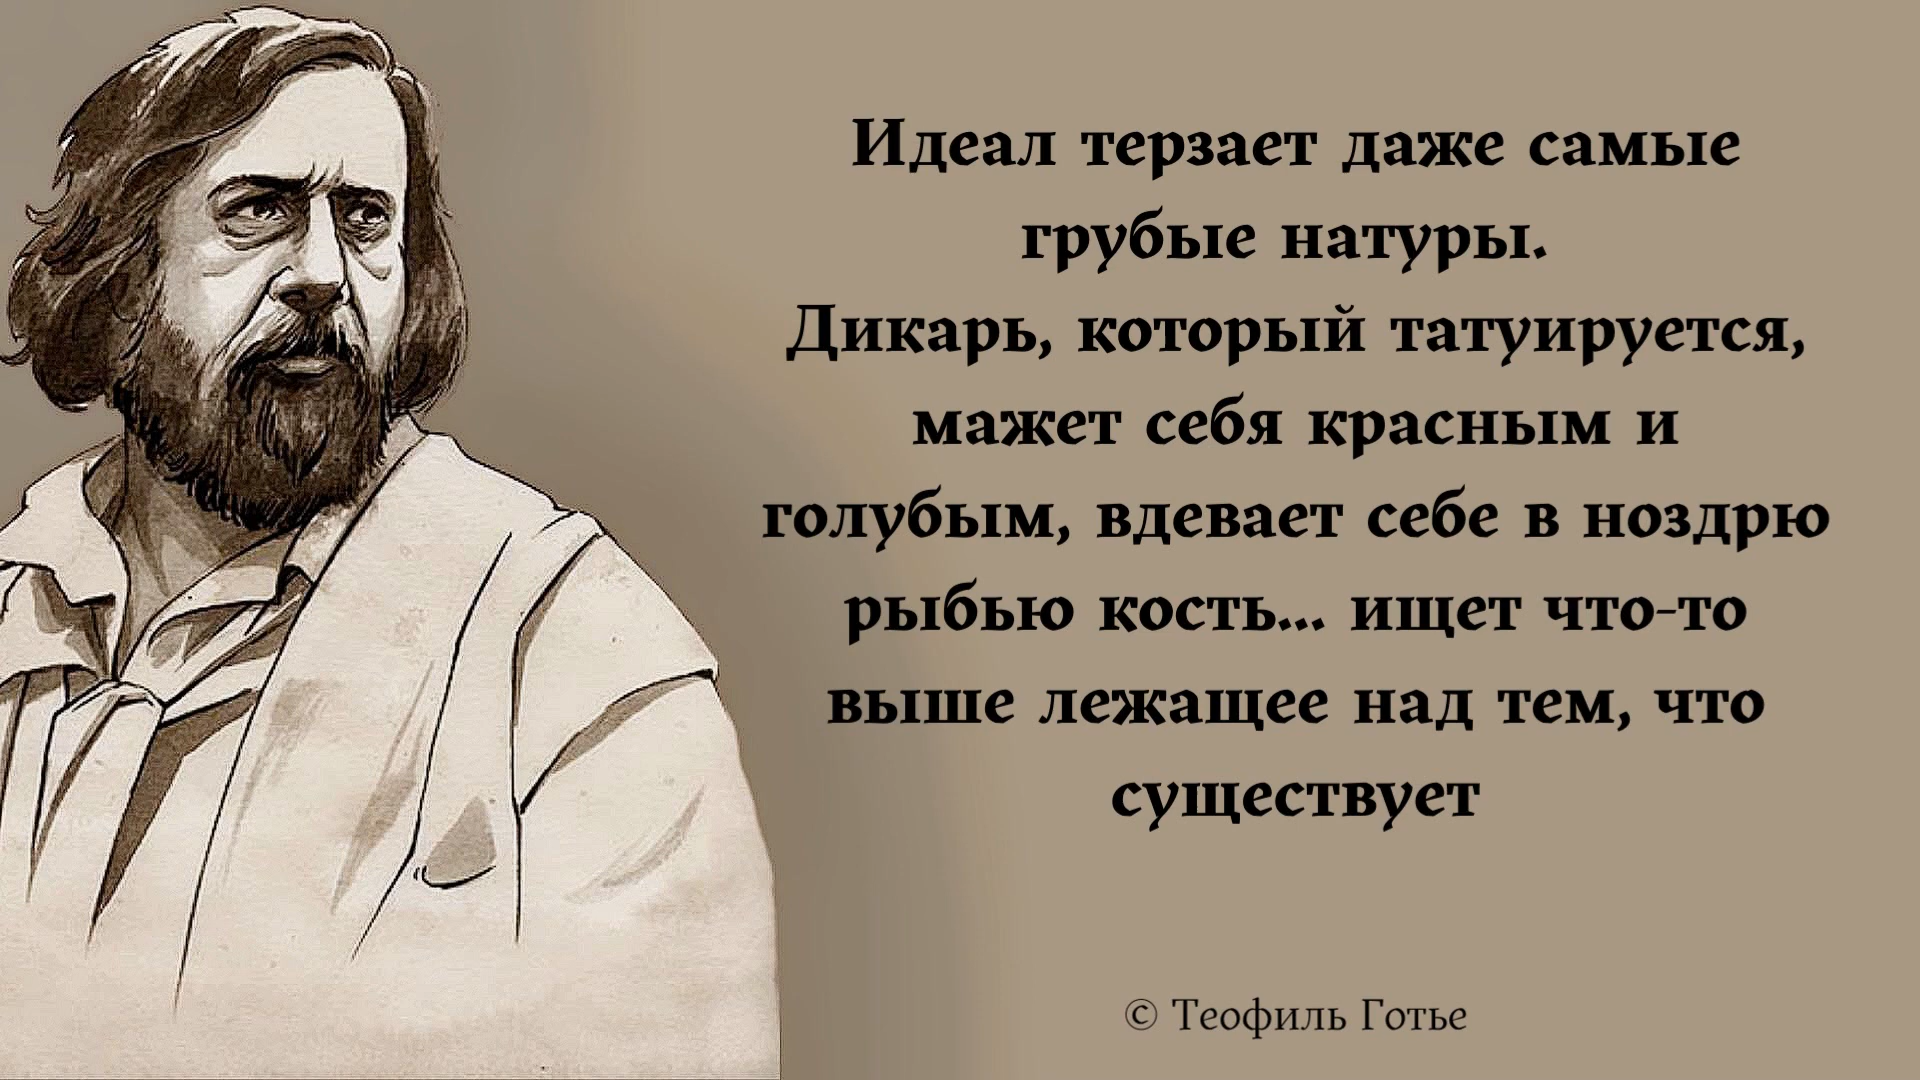 Идеал терзает даже самые
грубые натуры.
Дикарь, который татуируется,
мажет себя красным и
голубым, вдевает себе в ноздрю
рыбью кость... ищет что-то
выше лежащее над тем, что
существует
© Теофиль Готье